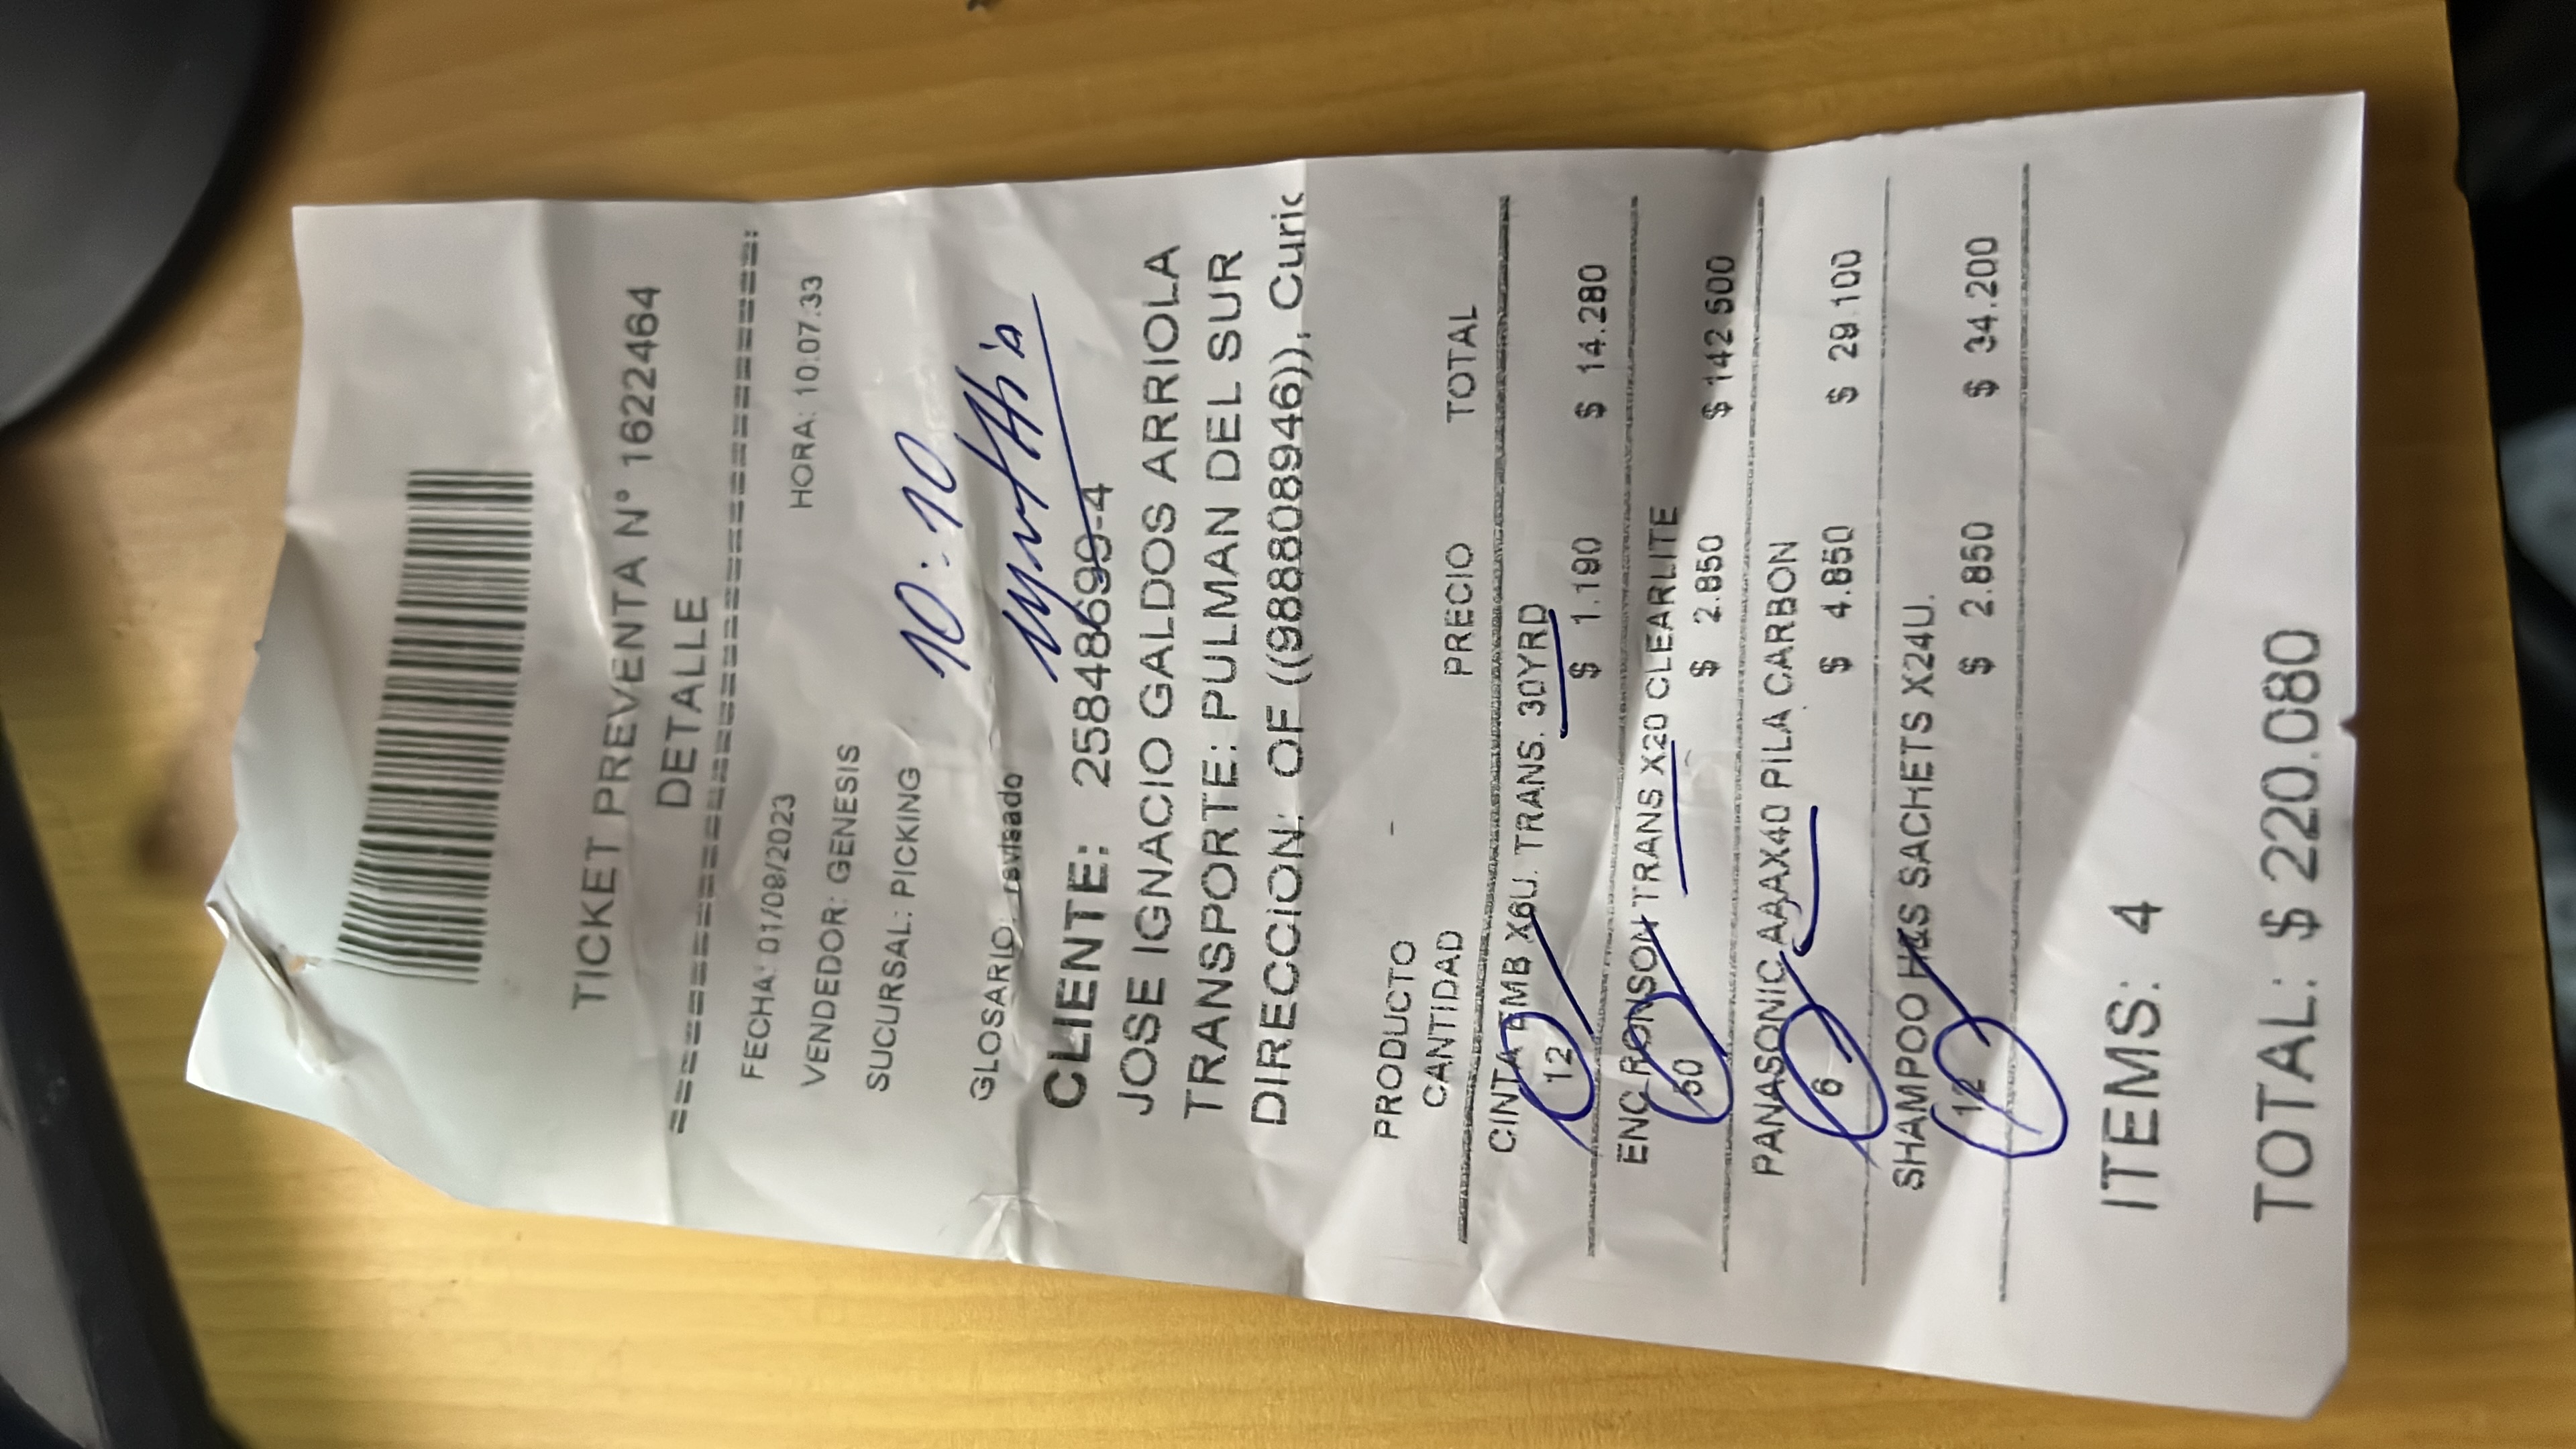 TICKET PREVENTA N° 1622464
DETALLE
FECHA: 01/08/2023
HORA: 10.07.33
VENDEDOR: GENESIS
SUCURSAL: PICKING
10:10
GLOSARIO: revisado
cynthia
CLIENTE: 25848699-4
JOSE IGNACIO GALDOS ARRIOLA
TRANSPORTE: PULMAN DEL SUR
DIRECCION: OF ((988808946)), Curic
PRODUCTO -
CANTIDAD PRECIO TOTAL
CINTA EMB X6U. TRANS. 30YRD
12 $ 1.190 $ 14.280
ENC.RONSON TRANS X20 CLEARLITE
50 $ 2.850 $ 142.500
PANASONIC AAAX40 PILA CARBON
6 $ 4.850 $ 29.100
SHAMPOO H&S SACHETS X24U.
12 $ 2.850 $ 34.200
ITEMS: 4
TOTAL: $ 220.080